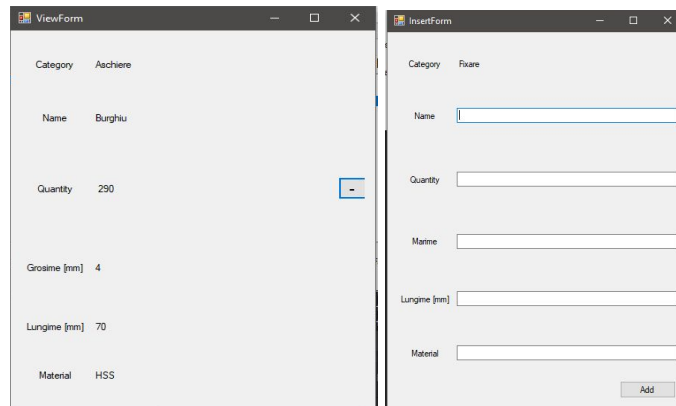 ViewForm
Category Aschiere
Name Burghiu
Quantity 290 -
Grosime [mm] 4
Lungime [mm] 70
Material HSS
InsertForm
Category Fixare
Name
Quantity
Marime
Lungime [mm]
Material
Add